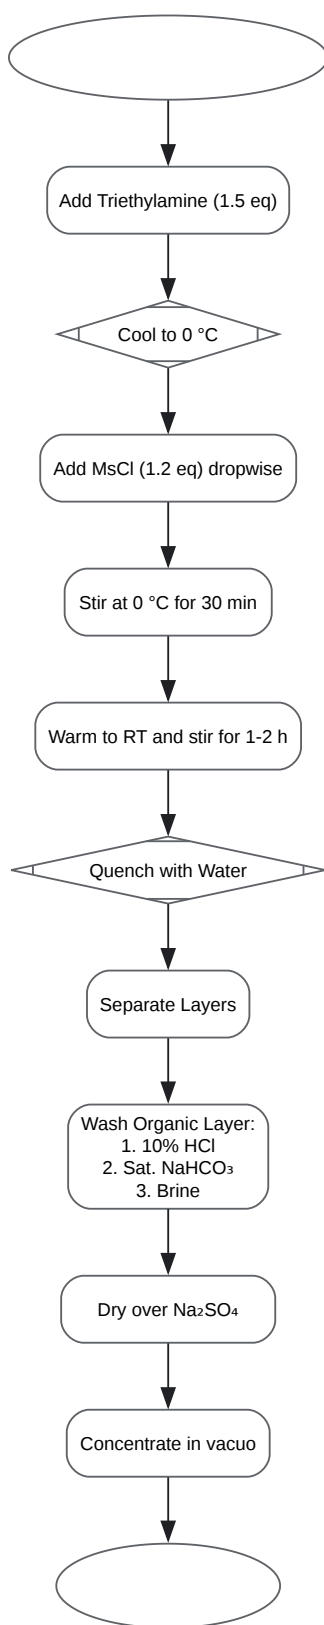 Add Triethylamine (1.5 eq)
Cool to 0 °C
Add MsCl (1.2 eq) dropwise
Stir at 0 °C for 30 min
Warm to RT and stir for 1-2 h
Quench with Water
Separate Layers
Wash Organic Layer:
1. 10% HCl
2. Sat. NaHCO₃
3. Brine
Dry over Na₂SO₄
Concentrate in vacuo